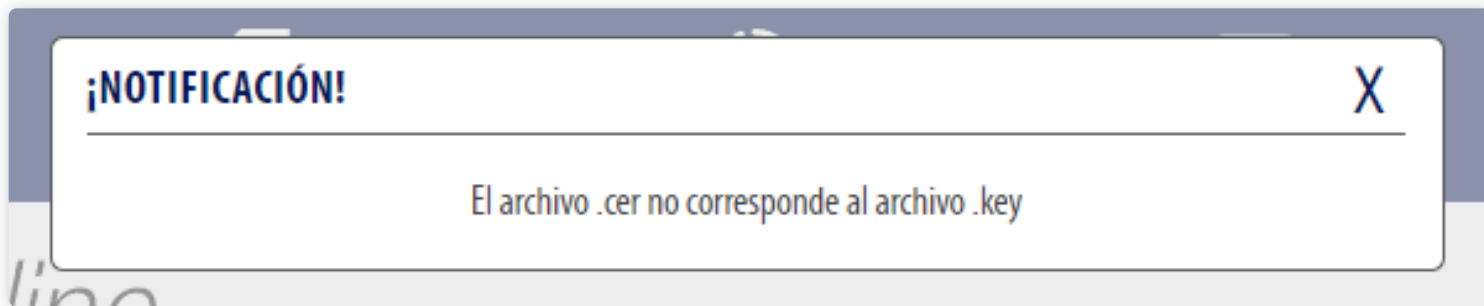 ¡NOTIFICACIÓN!
X
El archivo .cer no corresponde al archivo .key